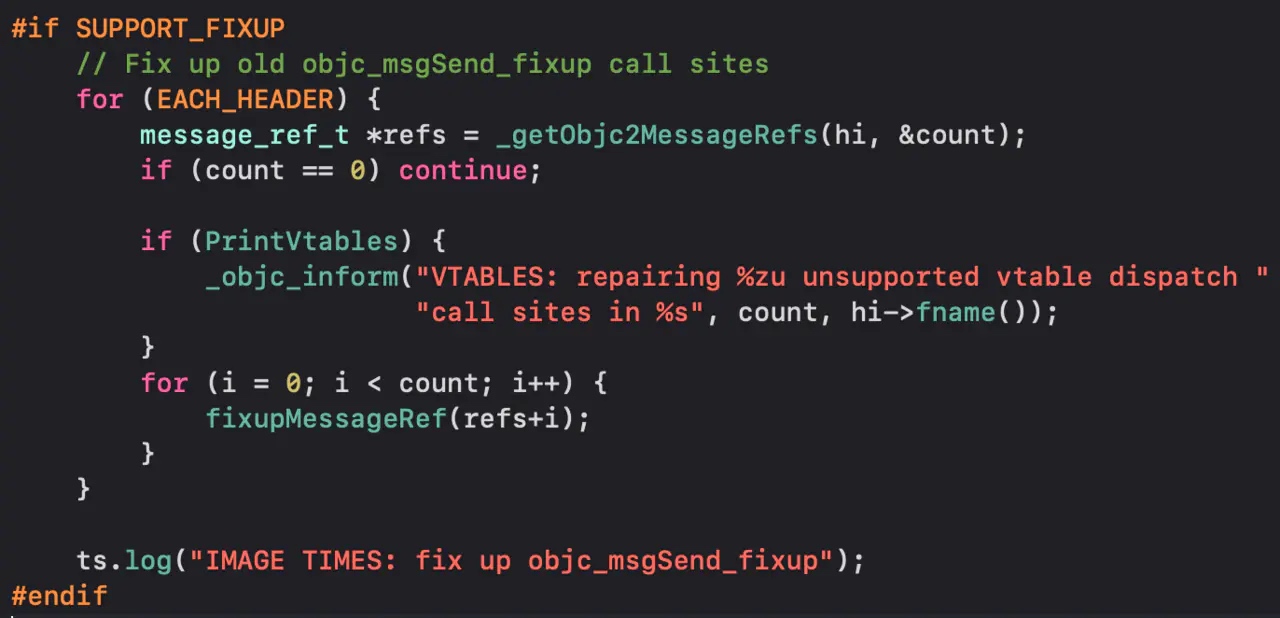 #if SUPPORT_FIXUP
// Fix up old objc_msgSend_fixup call sites
for (EACH_HEADER) {
message_ref_t *refs = _getObjc2MessageRefs(hi, &count);
if (count == 0) continue;
if (PrintVtables) {
_objc_inform("VTABLES: repairing %zu unsupported vtable dispatch "
"call sites in %s", count, hi->fname());
}
for (i = 0; i < count; i++) {
fixupMessageRef(refs+i);
}
}
ts.log("IMAGE TIMES: fix up objc_msgSend_fixup");
#endif